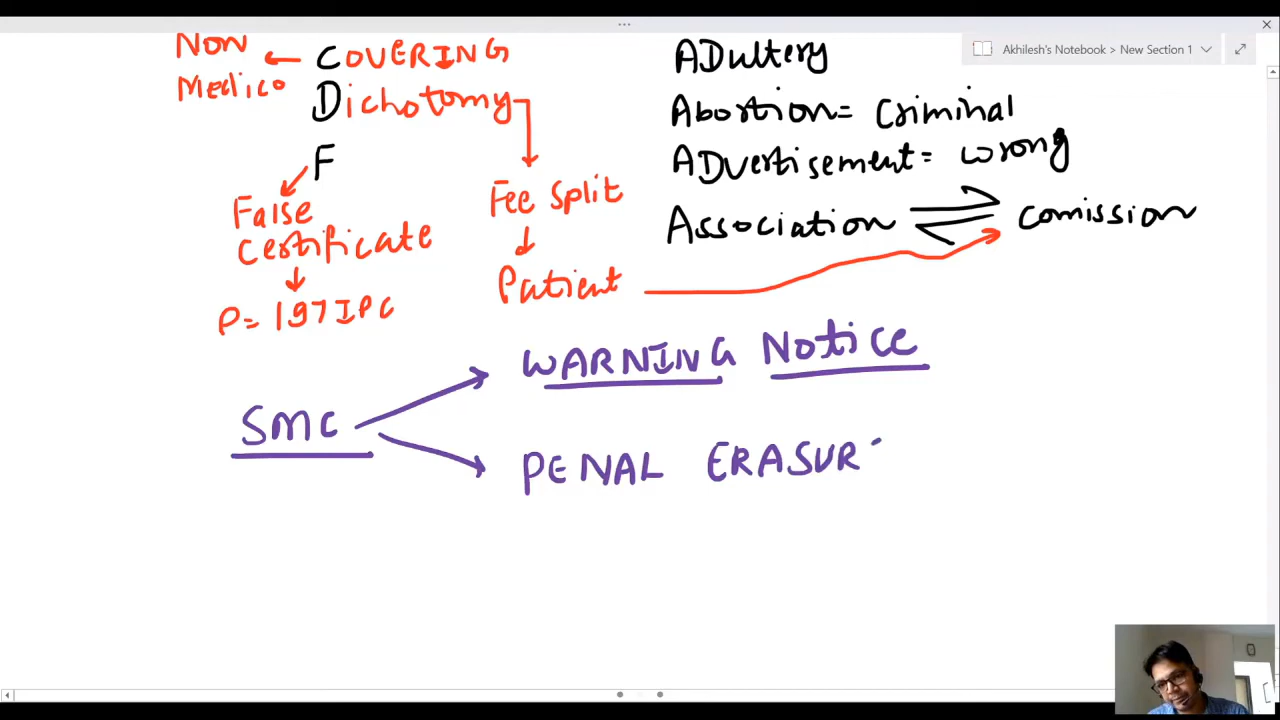 Akhilesh's Notebook > New Section 1
Non
Medico
COVERING
Dichotomy
F
False
Certificate
P= 197 IPC
Fee Split
Patient
ADultery
Abortion= Criminal
ADvertisement= wrong
Association
Comission
SMC
WARNING Notice
PENAL ERASUR